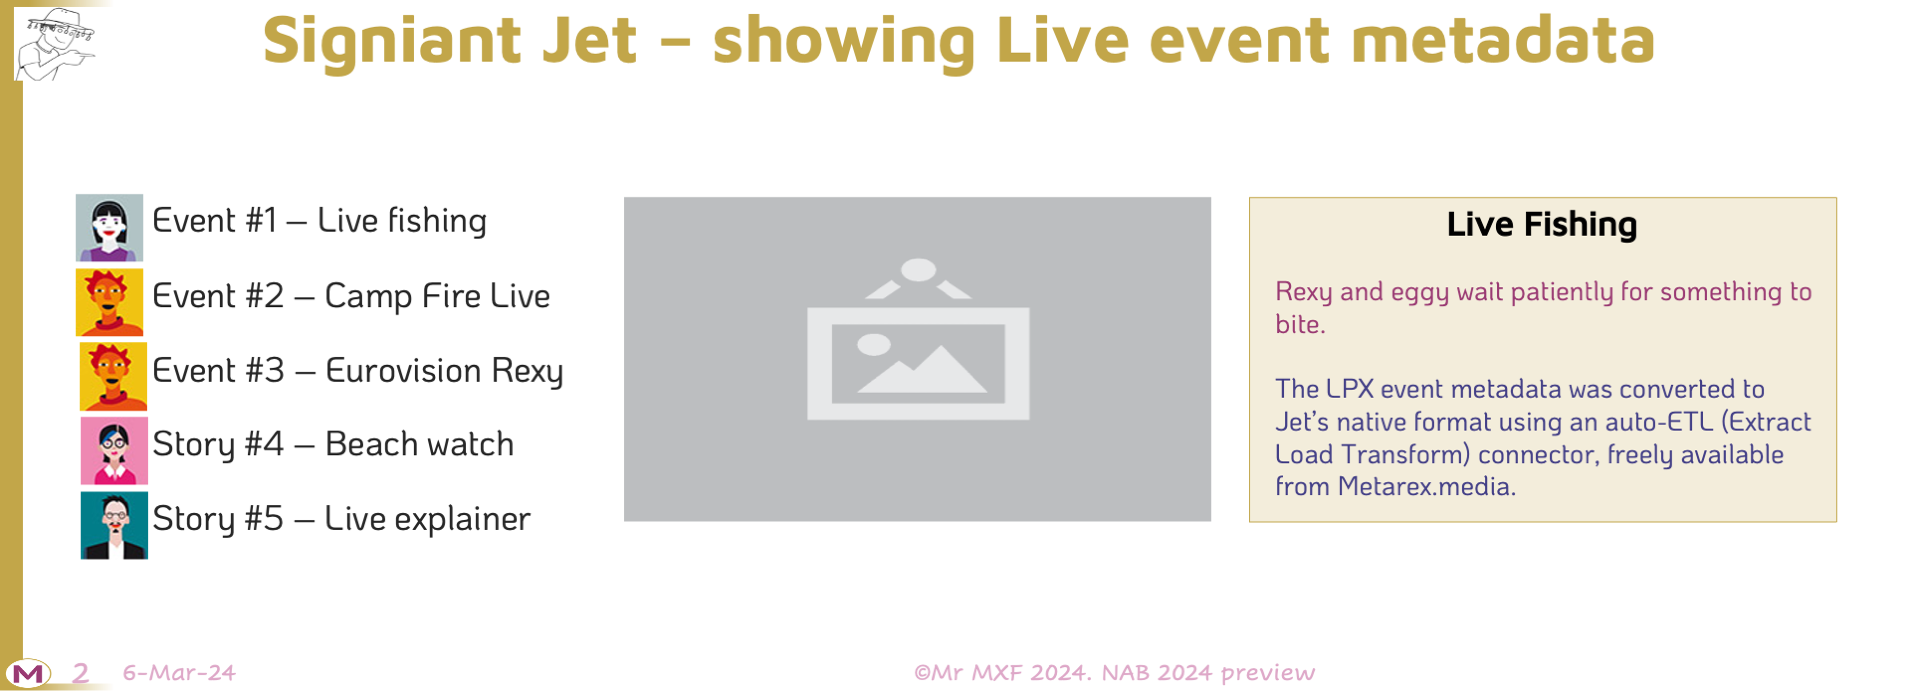 Signiant Jet – showing Live event metadata
Event #1 – Live fishing
Event #2 – Camp Fire Live
Event #3 – Eurovision Rexy
Story #4 – Beach watch
Story #5 – Live explainer
Live Fishing
Rexy and eggy wait patiently for something to
bite.
The LPX event metadata was converted to
Jet’s native format using an auto-ETL (Extract
Load Transform) connector, freely available
from Metarex.media.
M 2 6-Mar-24
©Mr MXF 2024. NAB 2024 preview